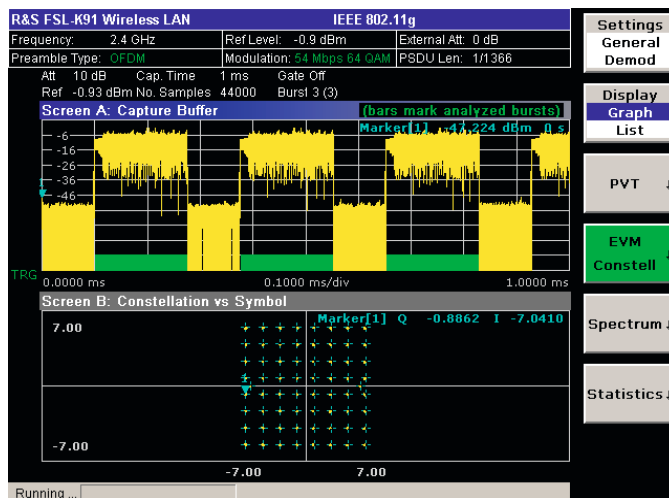 R&S FSL-K91 Wireless LAN IEEE 802.11g
Frequency: 2.4 GHz Ref Level: -0.9 dBm External Att: 0 dB
Preamble Type: OFDM Modulation: 54 Mbps 64 QAM PSDU Len: 1/1366
Att 10 dB Cap. Time 1 ms Gate Off
Ref -0.93 dBm No. Samples 44000 Burst 3 (3)
Screen A: Capture Buffer (bars mark analyzed bursts)
Marker[1] -47.224 dBm 0 s
-6
-16
-26
-36
-46
1
TRG
0.0000 ms 0.1000 ms/div 1.0000 ms
Screen B: Constellation vs Symbol
Marker[1] Q -0.8862 I -7.0410
7.00
1
-7.00
-7.00 7.00
Running ...
Settings
General
Demod
Display
Graph
List
PVT
EVM
Constell
Spectrum
Statistics